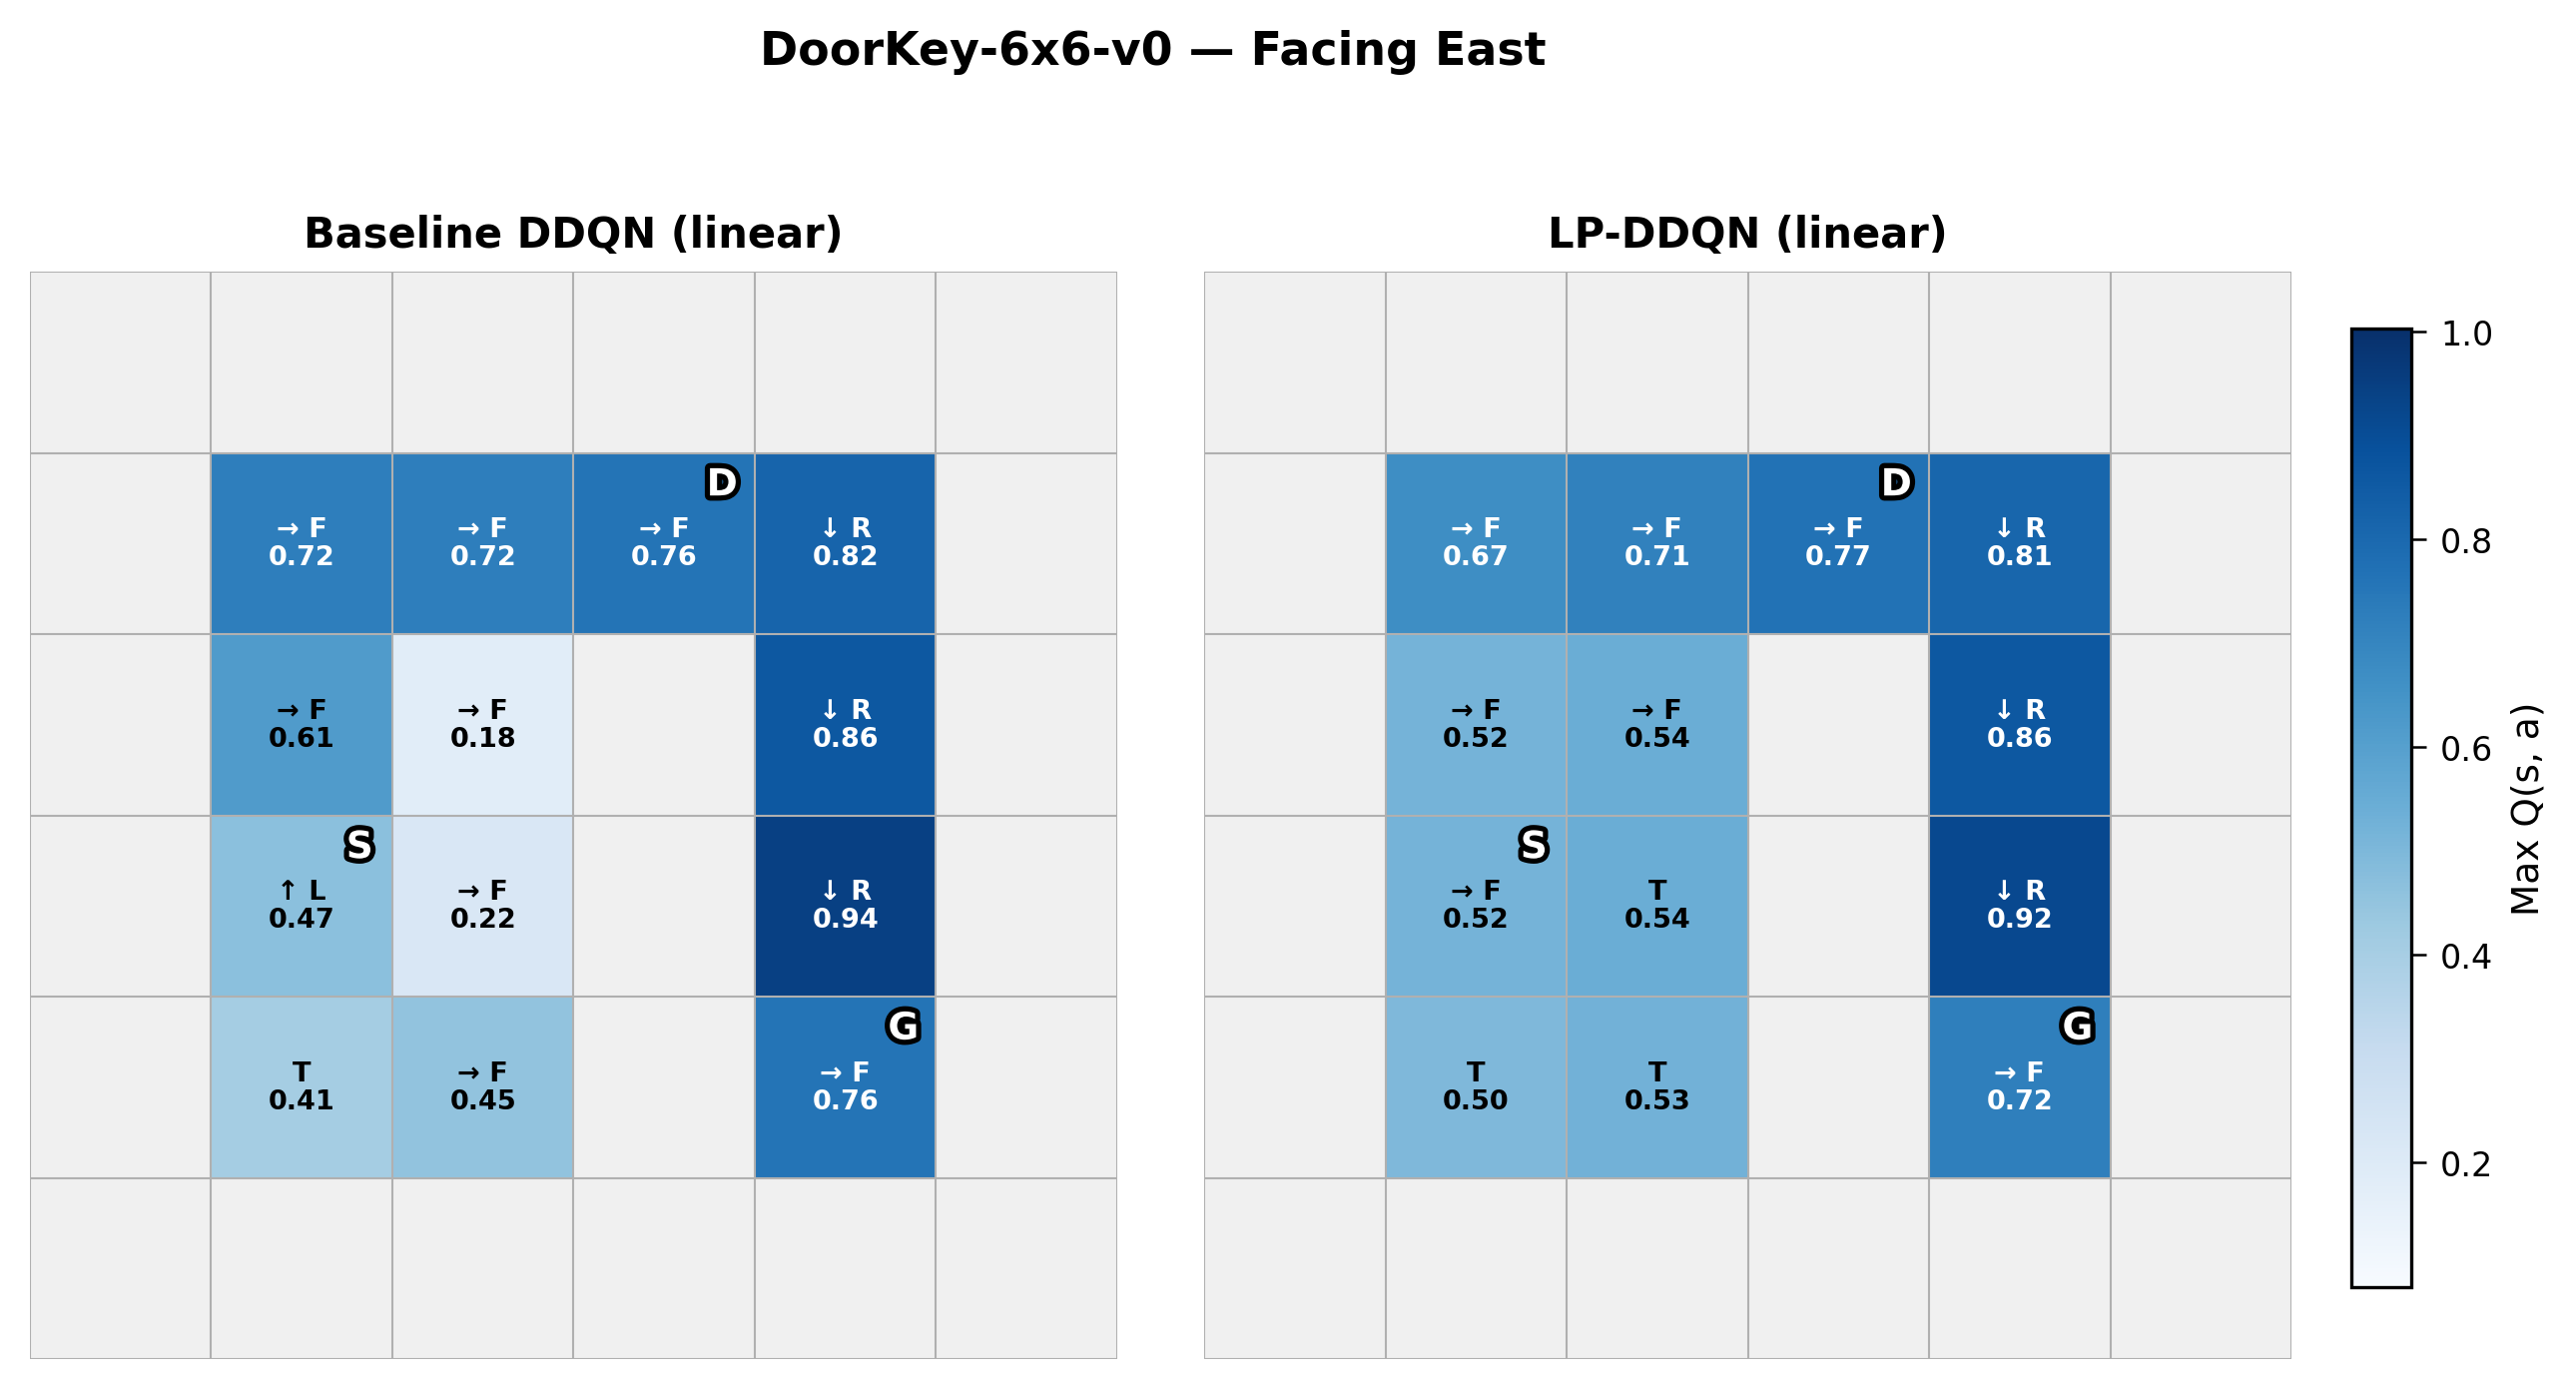 DoorKey-6x6-v0 — Facing East
Baseline DDQN (linear)
D
→ F
0.72
→ F
0.72
→ F
0.76
↓ R
0.82
→ F
0.61
→ F
0.18
↓ R
0.86
S
↑ L
0.47
→ F
0.22
↓ R
0.94
G
T
0.41
→ F
0.45
→ F
0.76
LP-DDQN (linear)
D
→ F
0.67
→ F
0.71
→ F
0.77
↓ R
0.81
→ F
0.52
→ F
0.54
↓ R
0.86
S
→ F
0.52
T
0.54
↓ R
0.92
G
T
0.50
T
0.53
→ F
0.72
1.0
0.8
0.6
0.4
0.2
Max Q(s, a)